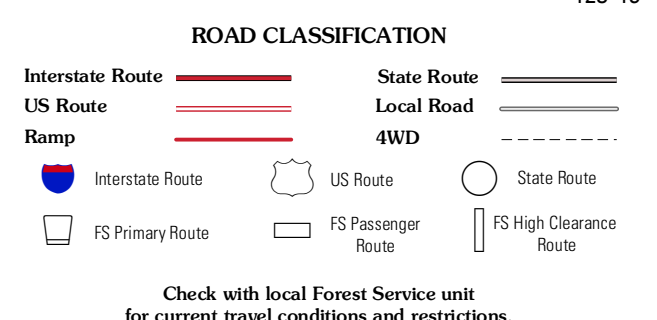 ROAD CLASSIFICATION
Interstate Route
State Route
US Route
Local Road
Ramp
4WD
Interstate Route
US Route
State Route
FS Primary Route
FS Passenger
Route
FS High Clearance
Route
Check with local Forest Service unit
for current travel conditions and restrictions.